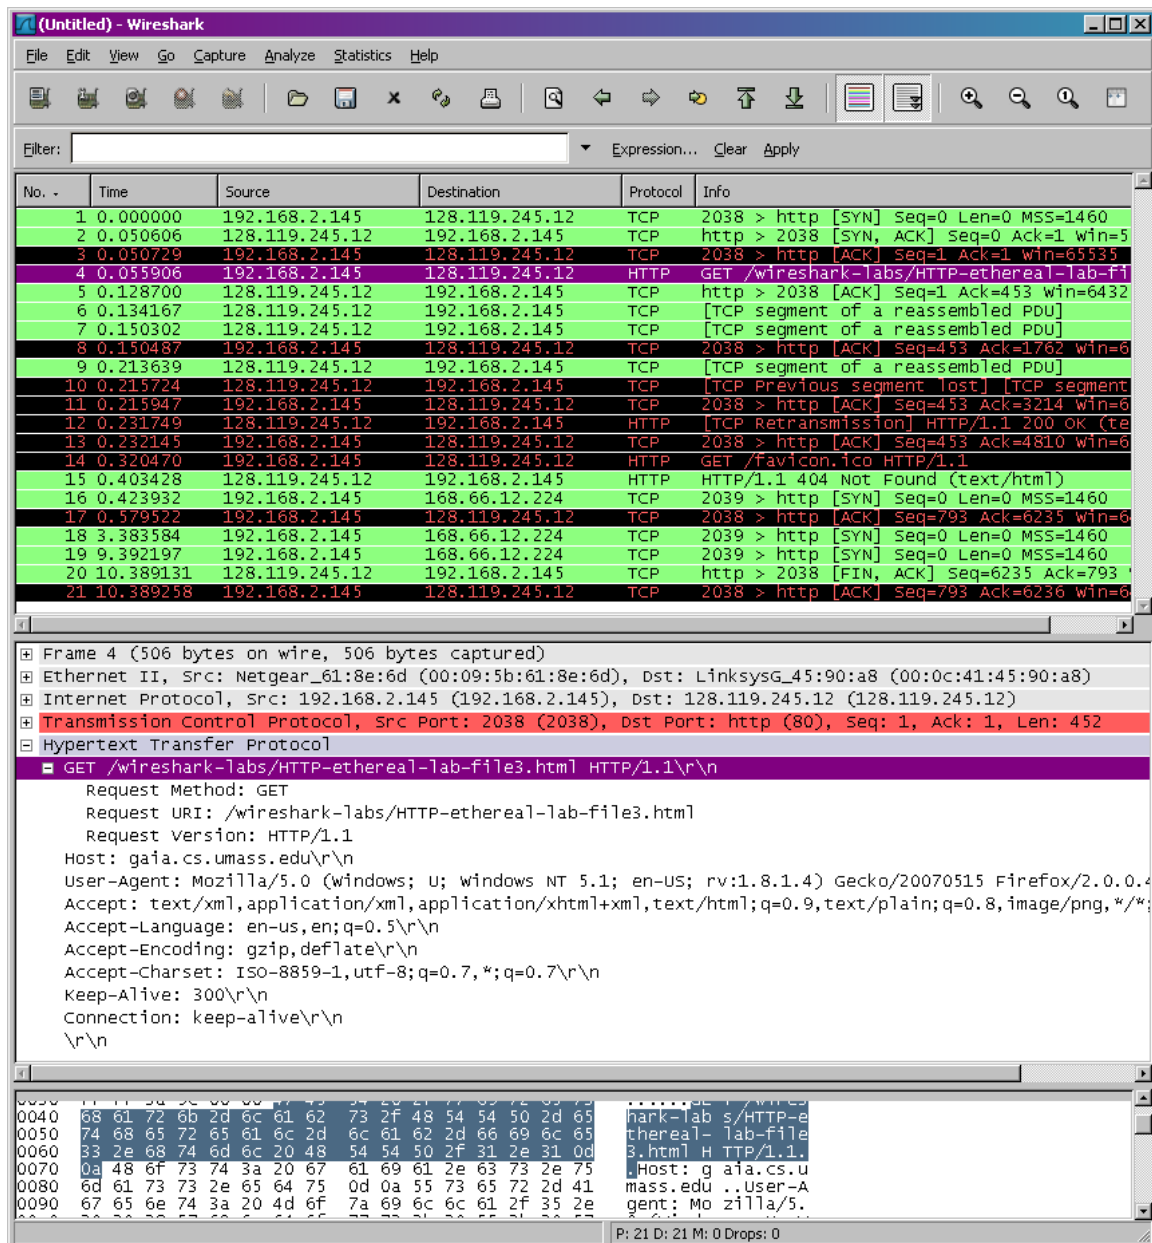 (Untitled) - Wireshark
File Edit View Go Capture Analyze Statistics Help
Filter: Expression... Clear Apply
No. - Time Source Destination Protocol Info
1 0.000000 192.168.2.145 128.119.245.12 TCP 2038 > http [SYN] Seq=0 Len=0 MSS=1460
2 0.050606 128.119.245.12 192.168.2.145 TCP http > 2038 [SYN, ACK] Seq=0 Ack=1 Win=5
3 0.050729 192.168.2.145 128.119.245.12 TCP 2038 > http [ACK] Seq=1 Ack=1 Win=65535
4 0.055906 192.168.2.145 128.119.245.12 HTTP GET /wireshark-labs/HTTP-ethereal-lab-fi
5 0.128700 128.119.245.12 192.168.2.145 TCP http > 2038 [ACK] Seq=1 Ack=453 Win=6432
6 0.134167 128.119.245.12 192.168.2.145 TCP [TCP segment of a reassembled PDU]
7 0.150302 128.119.245.12 192.168.2.145 TCP [TCP segment of a reassembled PDU]
8 0.150487 192.168.2.145 128.119.245.12 TCP 2038 > http [ACK] Seq=453 Ack=1762 Win=6
9 0.213639 128.119.245.12 192.168.2.145 TCP [TCP segment of a reassembled PDU]
10 0.215724 128.119.245.12 192.168.2.145 TCP [TCP Previous segment lost] [TCP segment
11 0.215947 192.168.2.145 128.119.245.12 TCP 2038 > http [ACK] Seq=453 Ack=3214 Win=6
12 0.231749 128.119.245.12 192.168.2.145 HTTP [TCP Retransmission] HTTP/1.1 200 OK (te
13 0.232145 192.168.2.145 128.119.245.12 TCP 2038 > http [ACK] Seq=453 Ack=4810 Win=6
14 0.320470 192.168.2.145 128.119.245.12 HTTP GET /favicon.ico HTTP/1.1
15 0.403428 128.119.245.12 192.168.2.145 HTTP HTTP/1.1 404 Not Found (text/html)
16 0.423932 192.168.2.145 168.66.12.224 TCP 2039 > http [SYN] Seq=0 Len=0 MSS=1460
17 0.579522 192.168.2.145 128.119.245.12 TCP 2038 > http [ACK] Seq=793 Ack=6235 Win=6
18 3.383584 192.168.2.145 168.66.12.224 TCP 2039 > http [SYN] Seq=0 Len=0 MSS=1460
19 9.392197 192.168.2.145 168.66.12.224 TCP 2039 > http [SYN] Seq=0 Len=0 MSS=1460
20 10.389131 128.119.245.12 192.168.2.145 TCP http > 2038 [FIN, ACK] Seq=6235 Ack=793
21 10.389258 192.168.2.145 128.119.245.12 TCP 2038 > http [ACK] Seq=793 Ack=6236 Win=6
Frame 4 (506 bytes on wire, 506 bytes captured)
Ethernet II, Src: Netgear_61:8e:6d (00:09:5b:61:8e:6d), Dst: LinksysG_45:90:a8 (00:0c:41:45:90:a8)
Internet Protocol, Src: 192.168.2.145 (192.168.2.145), Dst: 128.119.245.12 (128.119.245.12)
Transmission Control Protocol, Src Port: 2038 (2038), Dst Port: http (80), Seq: 1, Ack: 1, Len: 452
Hypertext Transfer Protocol
GET /wireshark-labs/HTTP-ethereal-lab-file3.html HTTP/1.1\r\n
Request Method: GET
Request URI: /wireshark-labs/HTTP-ethereal-lab-file3.html
Request Version: HTTP/1.1
Host: gaia.cs.umass.edu\r\n
User-Agent: Mozilla/5.0 (Windows; U; Windows NT 5.1; en-US; rv:1.8.1.4) Gecko/20070515 Firefox/2.0.0.4
Accept: text/xml,application/xml,application/xhtml+xml,text/html;q=0.9,text/plain;q=0.8,image/png,*/*;
Accept-Language: en-us,en;q=0.5\r\n
Accept-Encoding: gzip,deflate\r\n
Accept-Charset: ISO-8859-1,utf-8;q=0.7,*;q=0.7\r\n
Keep-Alive: 300\r\n
Connection: keep-alive\r\n
\r\n
0040 68 61 72 6b 2d 6c 61 62 73 2f 48 54 54 50 2d 65 hark-lab s/HTTP-e
0050 74 68 65 72 65 61 6c 2d 6c 61 62 2d 66 69 6c 65 thereal- lab-file
0060 33 2e 68 74 6d 6c 20 48 54 54 50 2f 31 2e 31 0d 3.html H TTP/1.1.
0070 0a 48 6f 73 74 3a 20 67 61 69 61 2e 63 73 2e 75 .Host: g aia.cs.u
0080 6d 61 73 73 2e 65 64 75 0d 0a 55 73 65 72 2d 41 mass.edu ..User-A
0090 67 65 6e 74 3a 20 4d 6f 7a 69 6c 6c 61 2f 35 2e gent: Mo zilla/5.
P: 21 D: 21 M: 0 Drops: 0